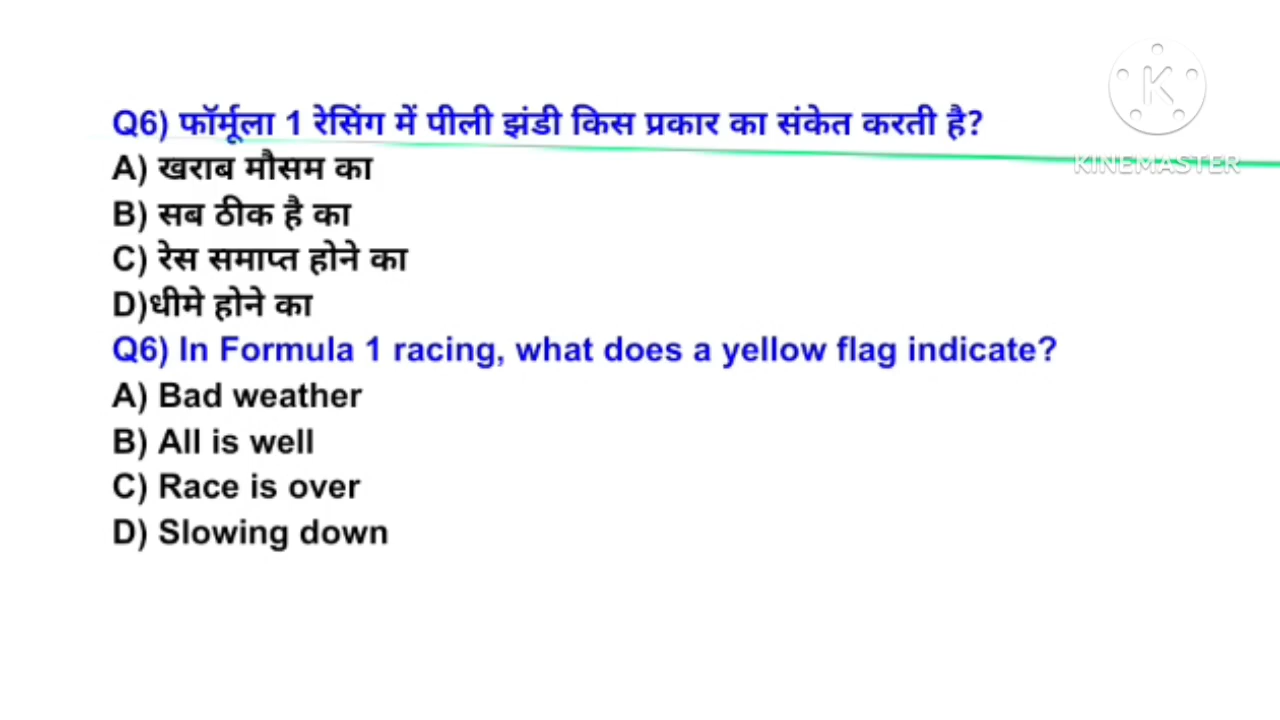 Q6) फॉर्मूला 1 रेसिंग में पीली झंडी किस प्रकार का संकेत करती है?
A) खराब मौसम का
B) सब ठीक है का
C) रेस समाप्त होने का
D)धीमे होने का
Q6) In Formula 1 racing, what does a yellow flag indicate?
A) Bad weather
B) All is well
C) Race is over
D) Slowing down
K
KINEMASTER